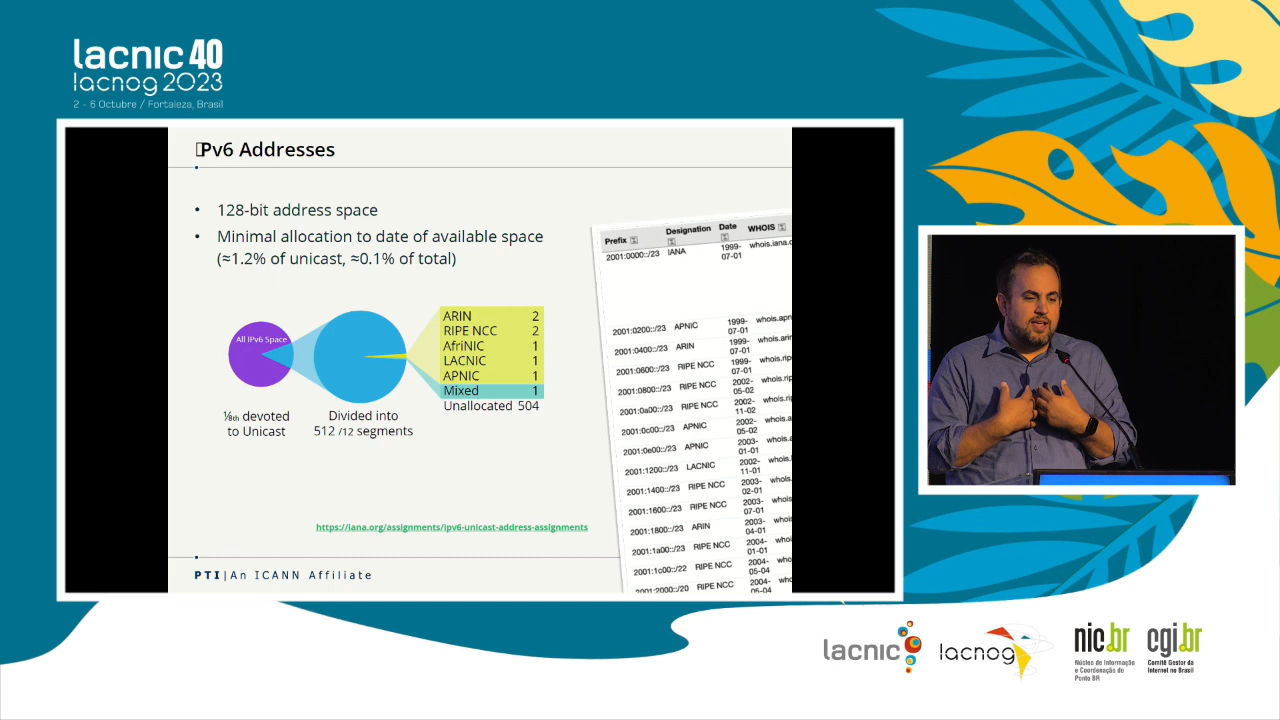 lacnic 40
lacnog 2023
2 - 6 Octubre / Fortaleza, Brasil
IPv6 Addresses
• 128-bit address space
• Minimal allocation to date of available space
(≈1.2% of unicast, ≈0.1% of total)
All IPv6 Space
⅛th devoted
to Unicast
Divided into
512 /12 segments
ARIN 2
RIPE NCC 2
AfriNIC 1
LACNIC 1
APNIC 1
Mixed 1
Unallocated 504
Prefix Designation Date WHOIS
2001:0000::/23 IANA 1999-07-01 whois.iana.
2001:0200::/23 APNIC 1999-07-01 whois.apn
2001:0400::/23 ARIN 1999-07-01 whois.arin
2001:0600::/23 RIPE NCC 1999-07-01 whois.ripe
2001:0800::/23 RIPE NCC 2002-05-02 whois.rip
2001:0a00::/23 RIPE NCC 2002-11-02 whois.rip
2001:0c00::/23 APNIC 2002-05-02 whois.a
2001:0e00::/23 APNIC 2003-01-01 whois.a
2001:1200::/23 LACNIC 2002-11-01 whois.l
2001:1400::/23 RIPE NCC 2003-02-01 whois.
2001:1600::/23 RIPE NCC 2003-07-01 whois.
2001:1800::/23 ARIN 2003-04-01 whois.
2001:1a00::/23 RIPE NCC 2004-01-01 whois
2001:1c00::/22 RIPE NCC 2004-05-04 whois
2001:2000::/20 RIPE NCC 2004-05-04 whois
https://iana.org/assignments/ipv6-unicast-address-assignments
PTI|An ICANN Affiliate
lacnic
lacnog
nic.br
Núcleo de Informação
e Coordenação do
Ponto BR
cgi.br
Comitê Gestor da
Internet no Brasil